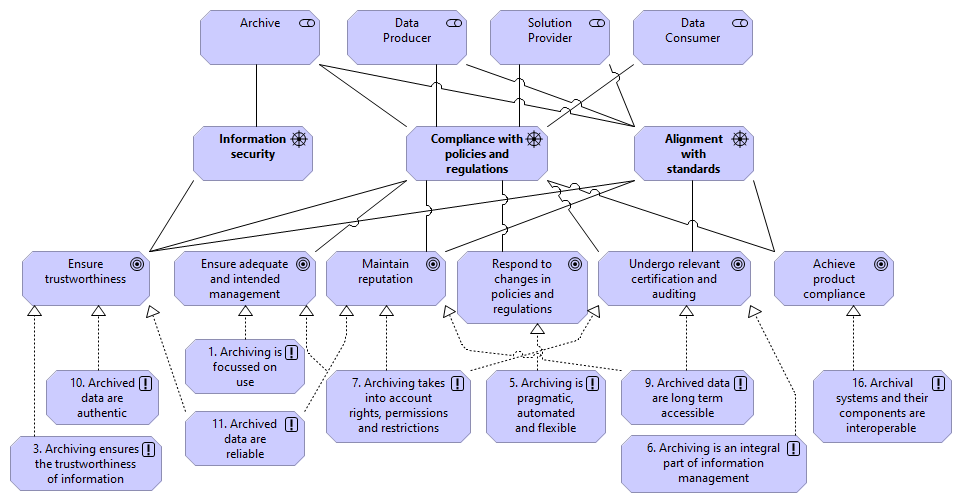 Archive
Data
Producer
Solution
Provider
Data
Consumer
Information
security
Compliance with
policies and
regulations
Alignment
with
standards
Ensure
trustworthiness
Ensure adequate
and intended
management
Maintain
reputation
Respond to
changes in
policies and
regulations
Undergo relevant
certification and
auditing
Achieve
product
compliance
1. Archiving is
focussed on
use
10. Archived
data are
authentic
7. Archiving takes
into account
rights, permissions
and restrictions
5. Archiving is
pragmatic,
automated
and flexible
9. Archived data
are long term
accessible
16. Archival
systems and their
components are
interoperable
11. Archived
data are
reliable
3. Archiving ensures
the trustworthiness
of information
6. Archiving is an integral
part of information
management